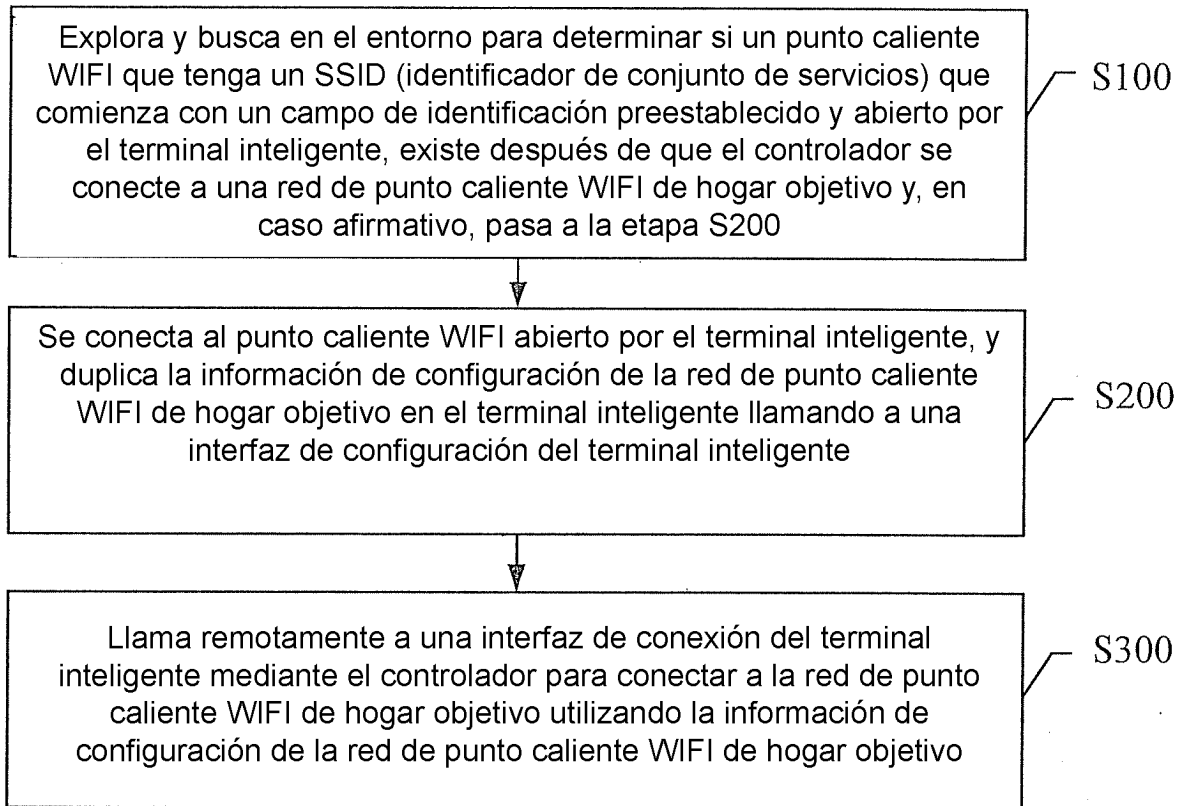 Explora y busca en el entorno para determinar si un punto caliente
WIFI que tenga un SSID (identificador de conjunto de servicios) que
comienza con un campo de identificación preestablecido y abierto por
el terminal inteligente, existe después de que el controlador se
conecte a una red de punto caliente WIFI de hogar objetivo y, en
caso afirmativo, pasa a la etapa S200
S100
Se conecta al punto caliente WIFI abierto por el terminal inteligente, y
duplica la información de configuración de la red de punto caliente
WIFI de hogar objetivo en el terminal inteligente llamando a una
interfaz de configuración del terminal inteligente
S200
Llama remotamente a una interfaz de conexión del terminal
inteligente mediante el controlador para conectar a la red de punto
caliente WIFI de hogar objetivo utilizando la información de
configuración de la red de punto caliente WIFI de hogar objetivo
S300